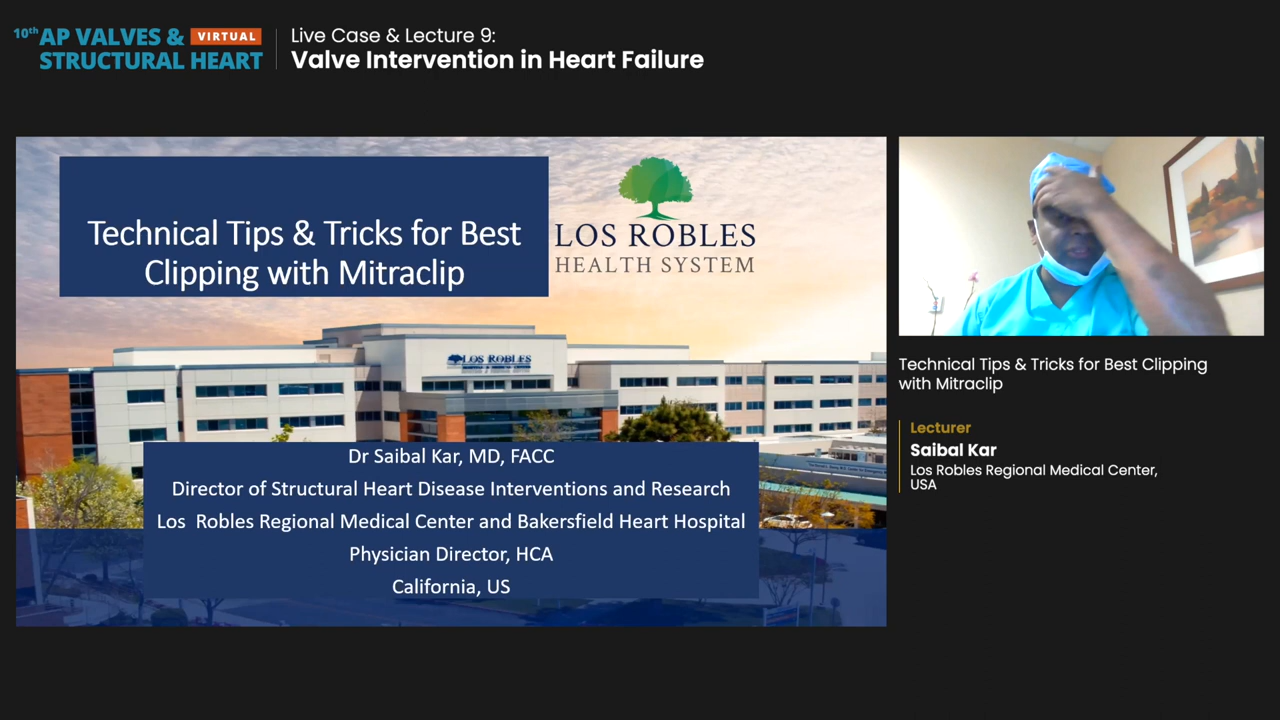 10th AP VALVES & VIRTUAL
STRUCTURAL HEART
Live Case & Lecture 9:
Valve Intervention in Heart Failure
Technical Tips & Tricks for Best
Clipping with Mitraclip
LOS ROBLES
HEALTH SYSTEM
LOS ROBLES
Dr Saibal Kar, MD, FACC
Director of Structural Heart Disease Interventions and Research
Los Robles Regional Medical Center and Bakersfield Heart Hospital
Physician Director, HCA
California, US
Technical Tips & Tricks for Best Clipping
with Mitraclip
Lecturer
Saibal Kar
Los Robles Regional Medical Center,
USA